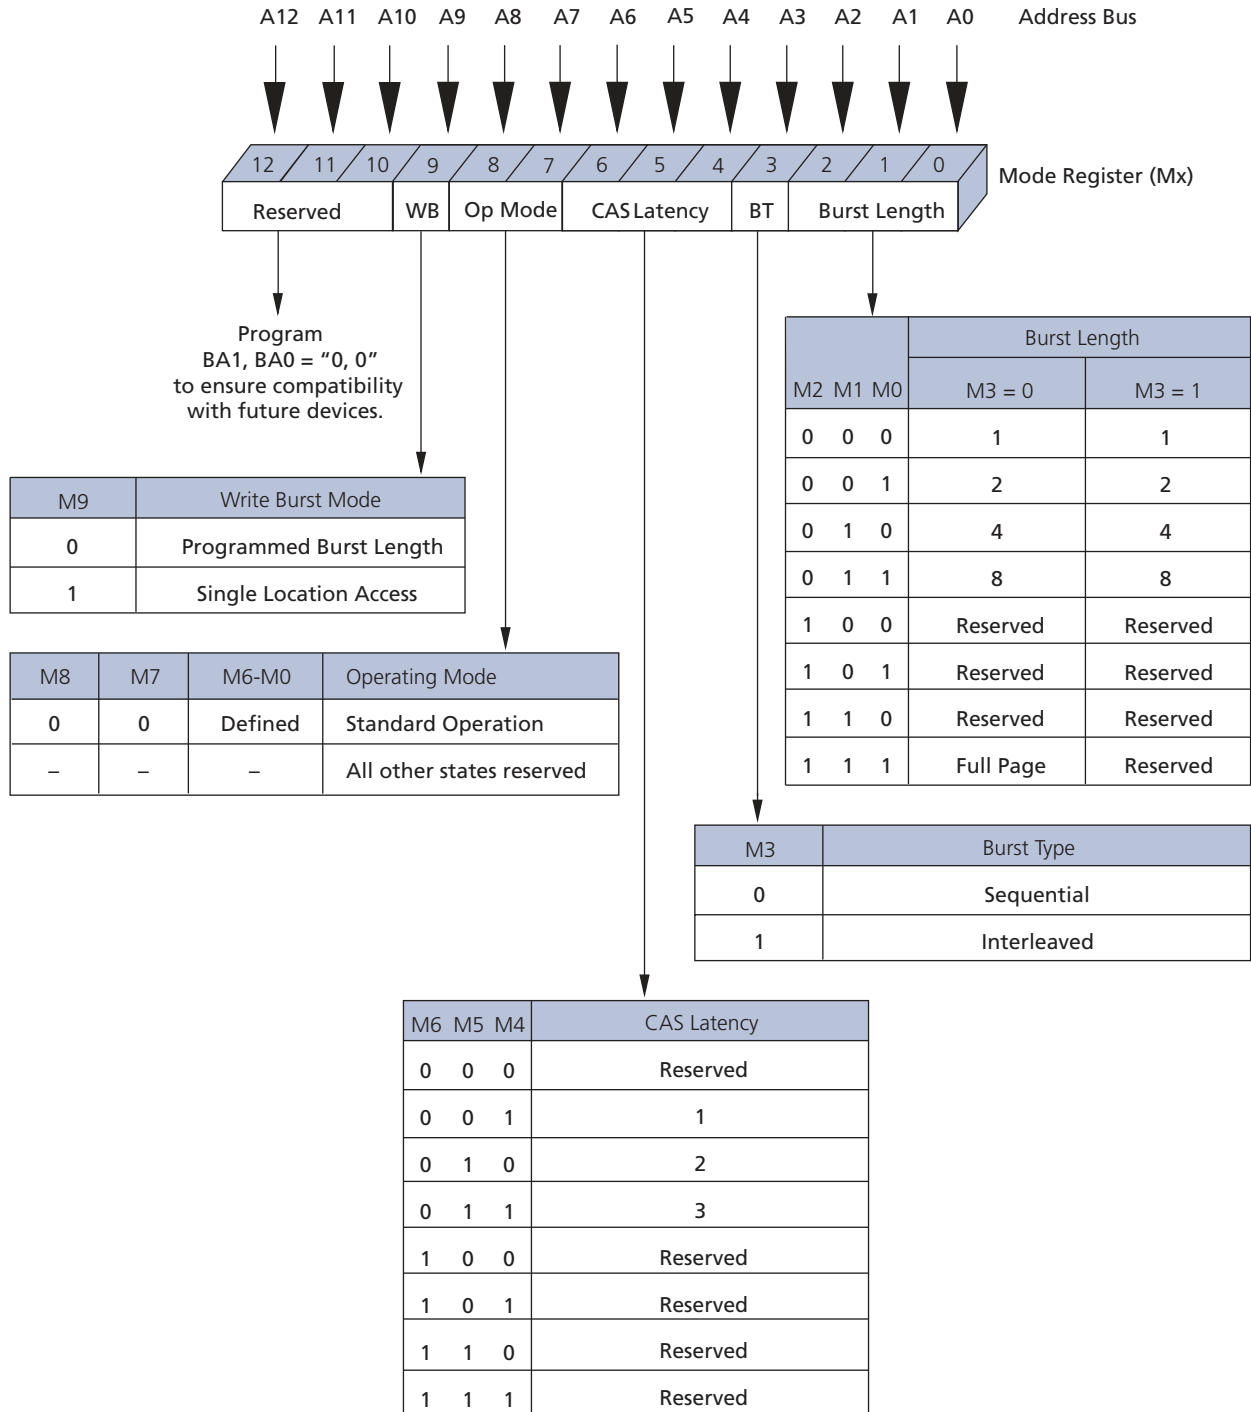 A12 A11 A10 A9 A8 A7 A6 A5 A4 A3 A2 A1 A0 Address Bus
12 11 10 9 8 7 6 5 4 3 2 1 0
Mode Register (Mx)
Reserved WB Op Mode CAS Latency BT Burst Length
Program
BA1, BA0 = “0, 0”
to ensure compatibility
with future devices.
Burst Length
M2 M1 M0 M3 = 0 M3 = 1
0 0 0 1 1
0 0 1 2 2
0 1 0 4 4
0 1 1 8 8
1 0 0 Reserved Reserved
1 0 1 Reserved Reserved
1 1 0 Reserved Reserved
1 1 1 Full Page Reserved
M9 Write Burst Mode
0 Programmed Burst Length
1 Single Location Access
M8 M7 M6-M0 Operating Mode
0 0 Defined Standard Operation
– – – All other states reserved
M3 Burst Type
0 Sequential
1 Interleaved
M6 M5 M4 CAS Latency
0 0 0 Reserved
0 0 1 1
0 1 0 2
0 1 1 3
1 0 0 Reserved
1 0 1 Reserved
1 1 0 Reserved
1 1 1 Reserved